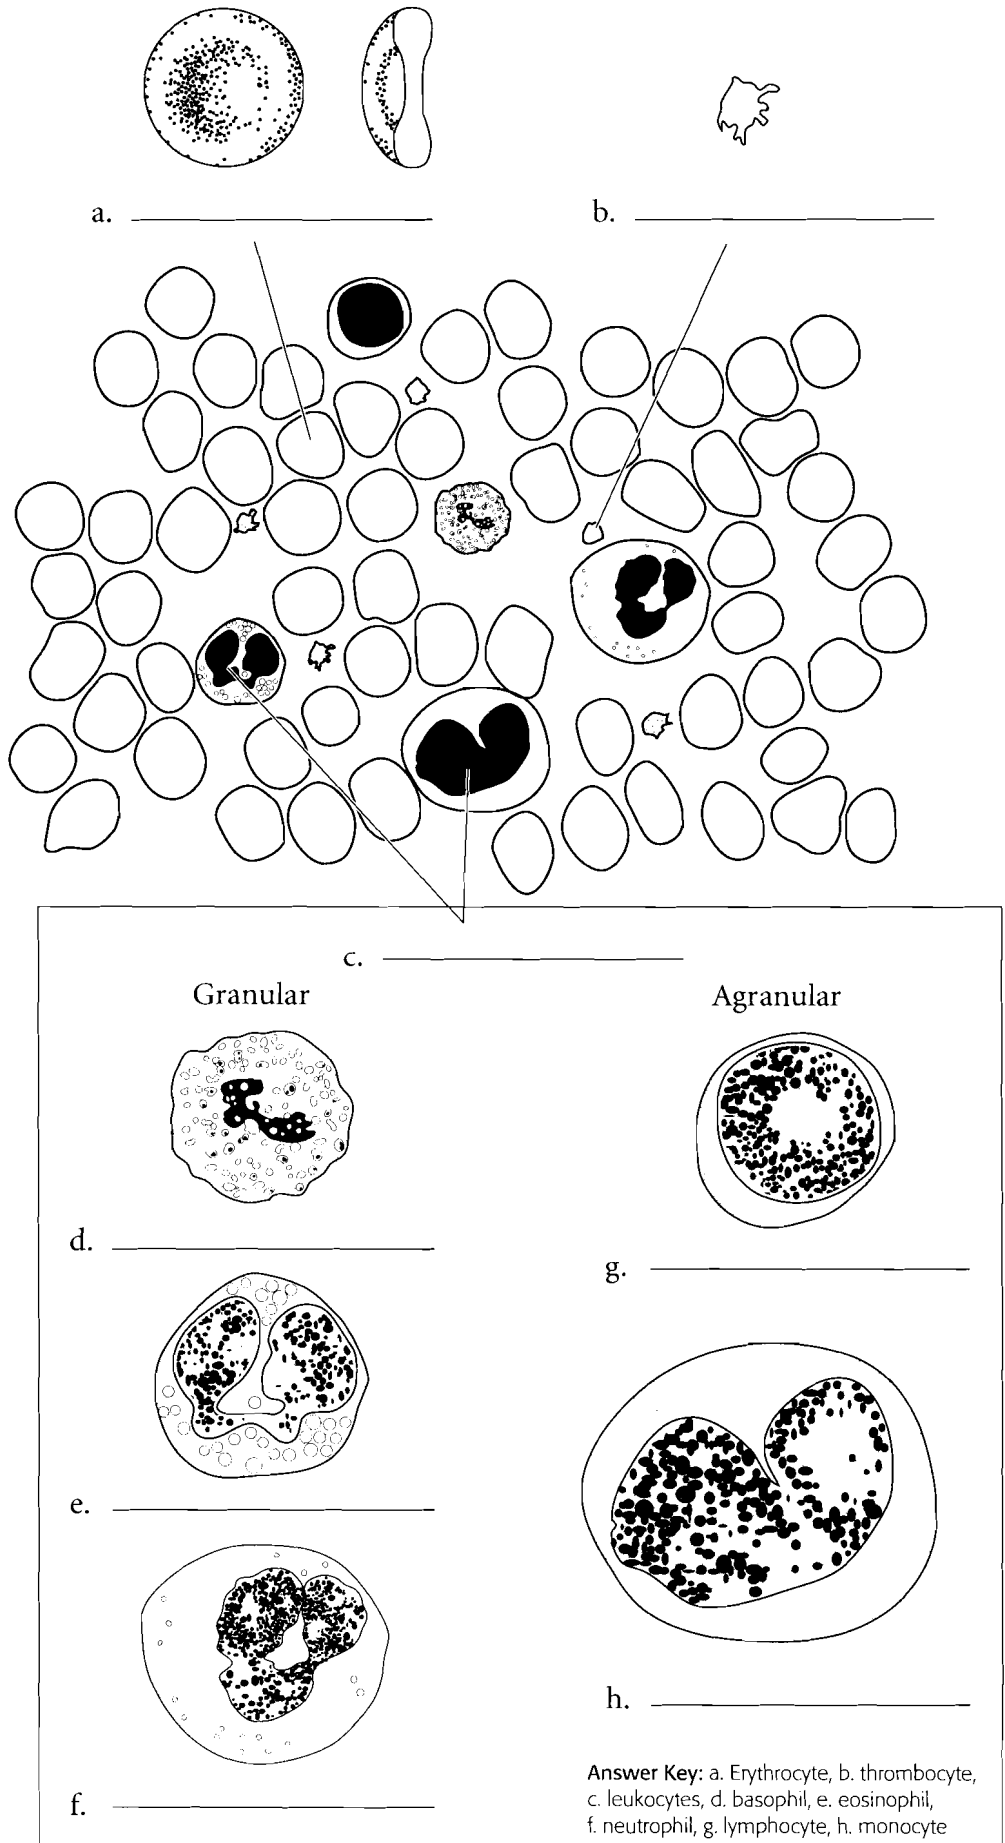 a.
b.
c.
Granular
Agranular
d.
g.
e.
h.
f.
Answer Key: a. Erythrocyte, b. thrombocyte,
c. leukocytes, d. basophil, e. eosinophil,
f. neutrophil, g. lymphocyte, h. monocyte